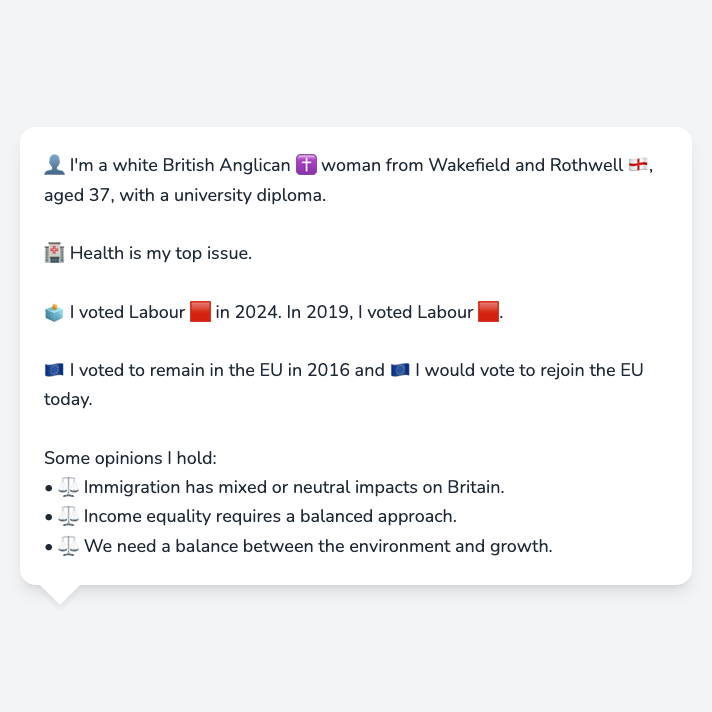 👤 I'm a white British Anglican ✝️ woman from Wakefield and Rothwell 🏴󠁧󠁢󠁥󠁮󠁧󠁿,
aged 37, with a university diploma.
🏥 Health is my top issue.
🗳️ I voted Labour 🟥 in 2024. In 2019, I voted Labour 🟥.
🇪🇺 I voted to remain in the EU in 2016 and 🇪🇺 I would vote to rejoin the EU
today.
Some opinions I hold:
• ⚖️ Immigration has mixed or neutral impacts on Britain.
• ⚖️ Income equality requires a balanced approach.
• ⚖️ We need a balance between the environment and growth.